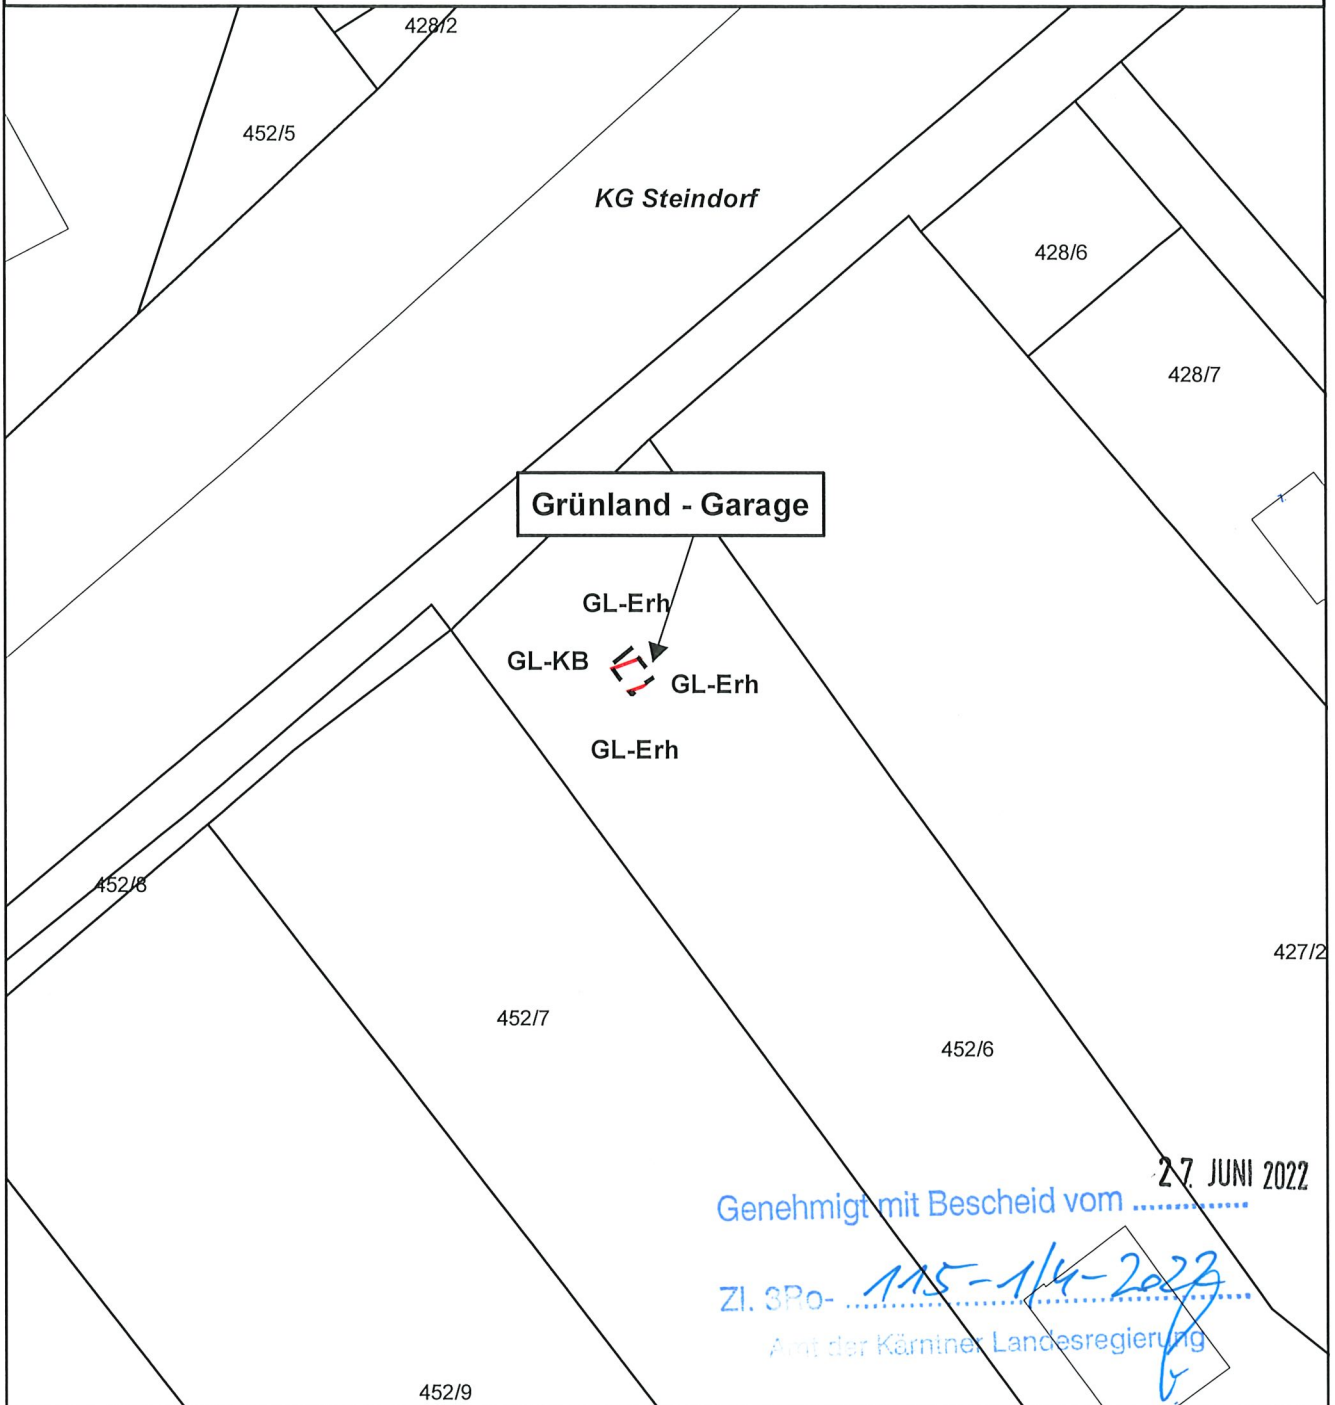 428/2
452/5
KG Steindorf
428/6
428/7
Grünland - Garage
GL-Erh
GL-KB
GL-Erh
GL-Erh
452/8
427/2
452/7
452/6
27. JUNI 2022
Genehmigt mit Bescheid vom
Zl. 3Ro- 115-1/4-2022
Amt der Kärntner Landesregierung
452/9